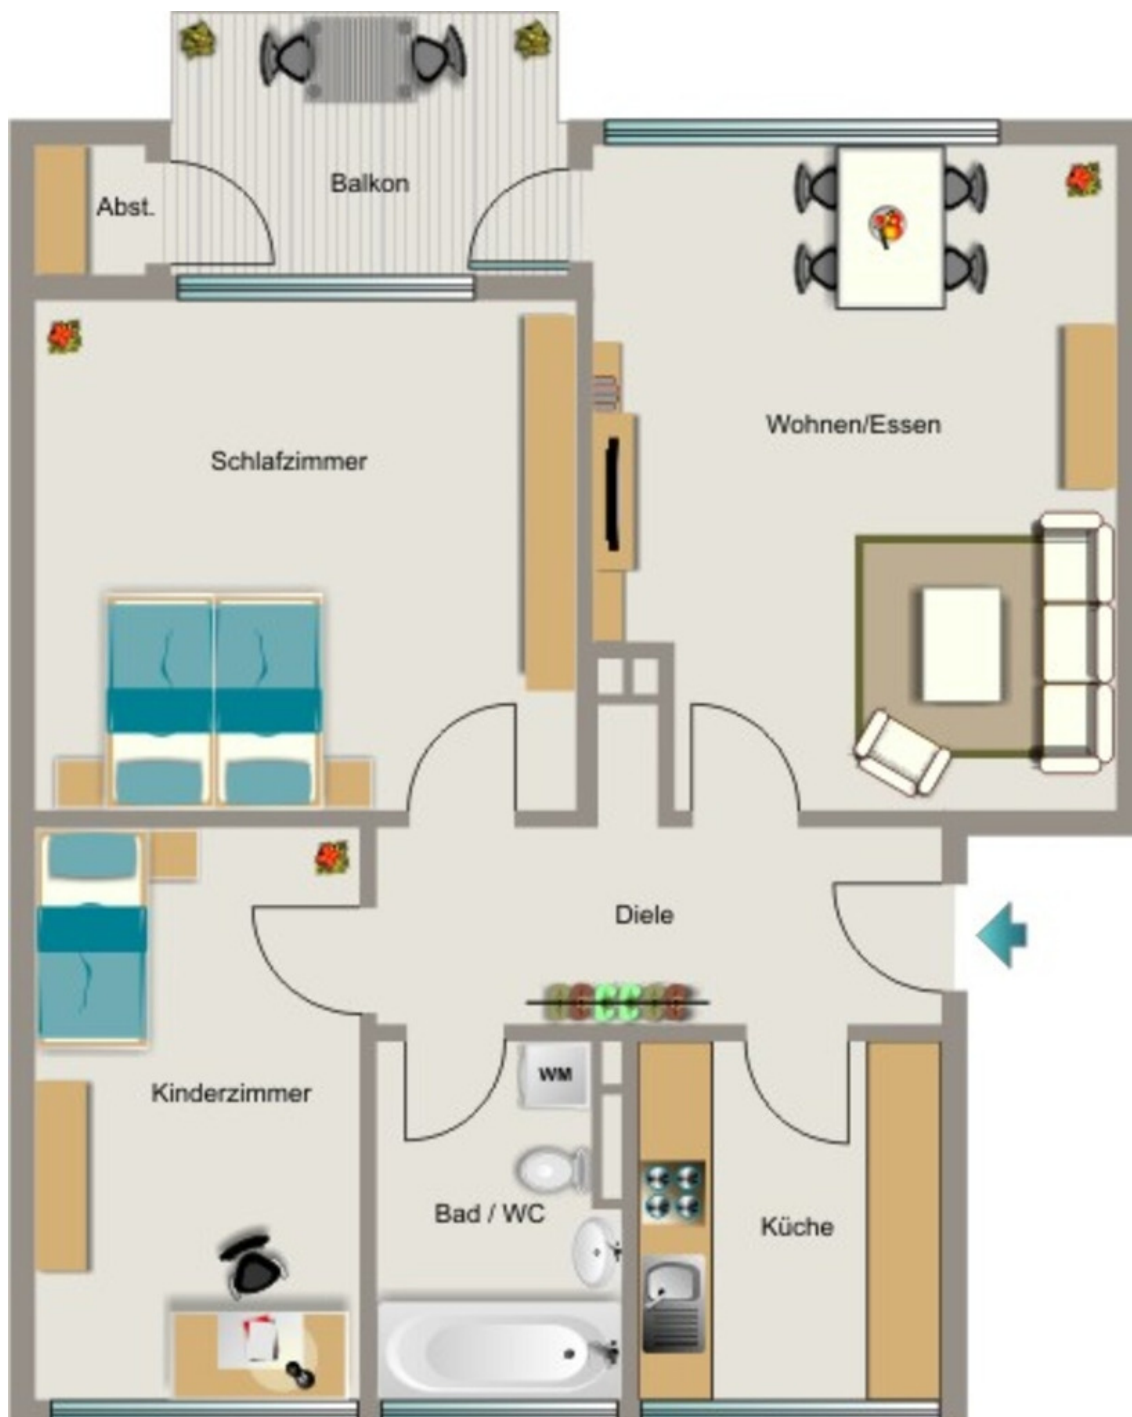 Balkon
Abst.
Wohnen/Essen
Schlafzimmer
Diele
WM
Kinderzimmer
Bad / WC
Küche